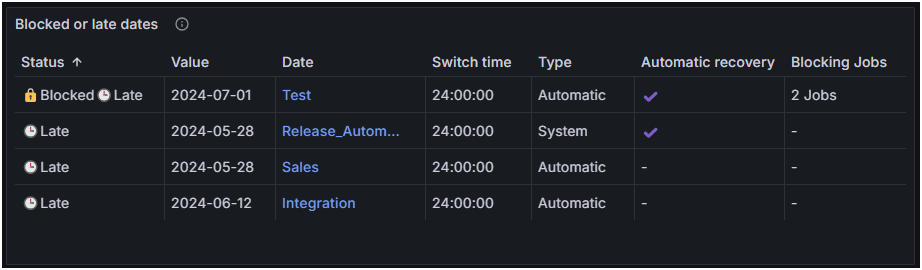 Blocked or late dates
Status Value Date Switch time Type Automatic recovery Blocking Jobs
Blocked Late 2024-07-01 Test 24:00:00 Automatic 2 Jobs
Late 2024-05-28 Release_Autom... 24:00:00 System -
Late 2024-05-28 Sales 24:00:00 Automatic - -
Late 2024-06-12 Integration 24:00:00 Automatic - -